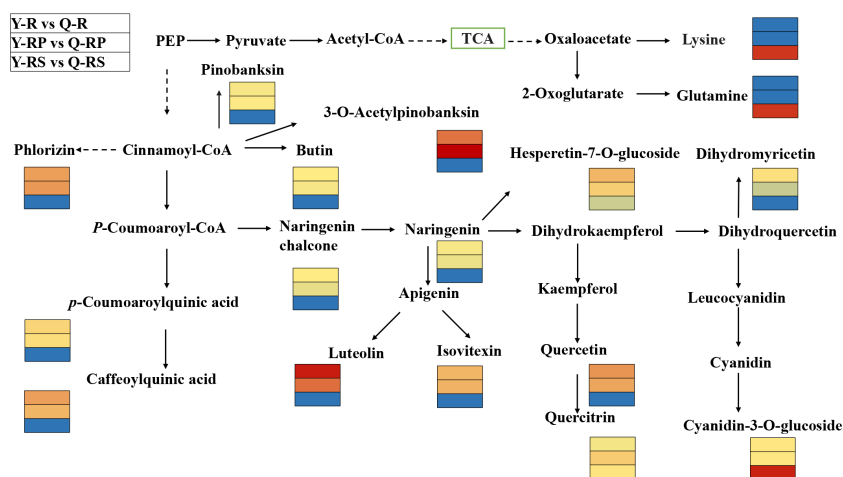 Y-R vs Q-R
Y-RP vs Q-RP
Y-RS vs Q-RS
PEP
Pyruvate
Acetyl-CoA
TCA
Oxaloacetate
Lysine
Pinobanksin
2-Oxoglutarate
Glutamine
3-O-Acetylpinobanksin
Phlorizin
Cinnamoyl-CoA
Butin
Hesperetin-7-O-glucoside
Dihydromyricetin
P-Coumoaroyl-CoA
Naringenin
chalcone
Naringenin
Dihydrokaempferol
Dihydroquercetin
p-Coumoaroylquinic acid
Apigenin
Kaempferol
Leucocyanidin
Luteolin
Isovitexin
Quercetin
Cyanidin
Caffeoylquinic acid
Quercitrin
Cyanidin-3-O-glucoside